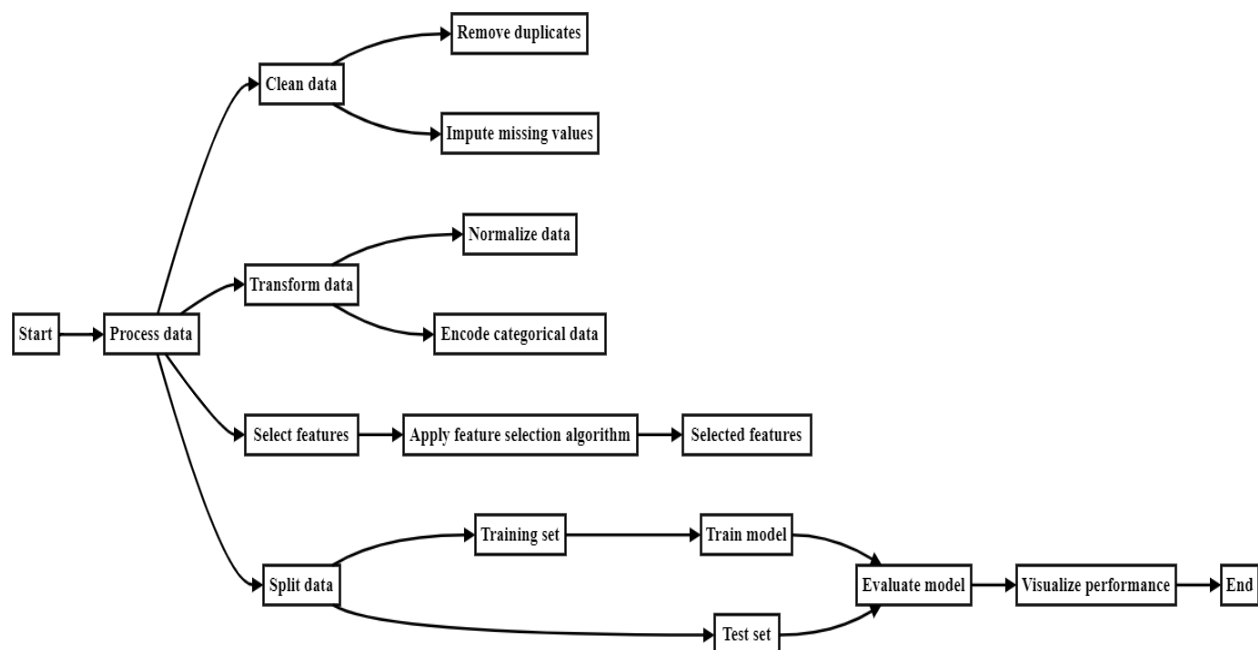 Remove duplicates
Clean data
Impute missing values
Normalize data
Transform data
Start
Process data
Encode categorical data
Select features
Apply feature selection algorithm
Selected features
Training set
Train model
Split data
Evaluate model
Visualize performance
End
Test set